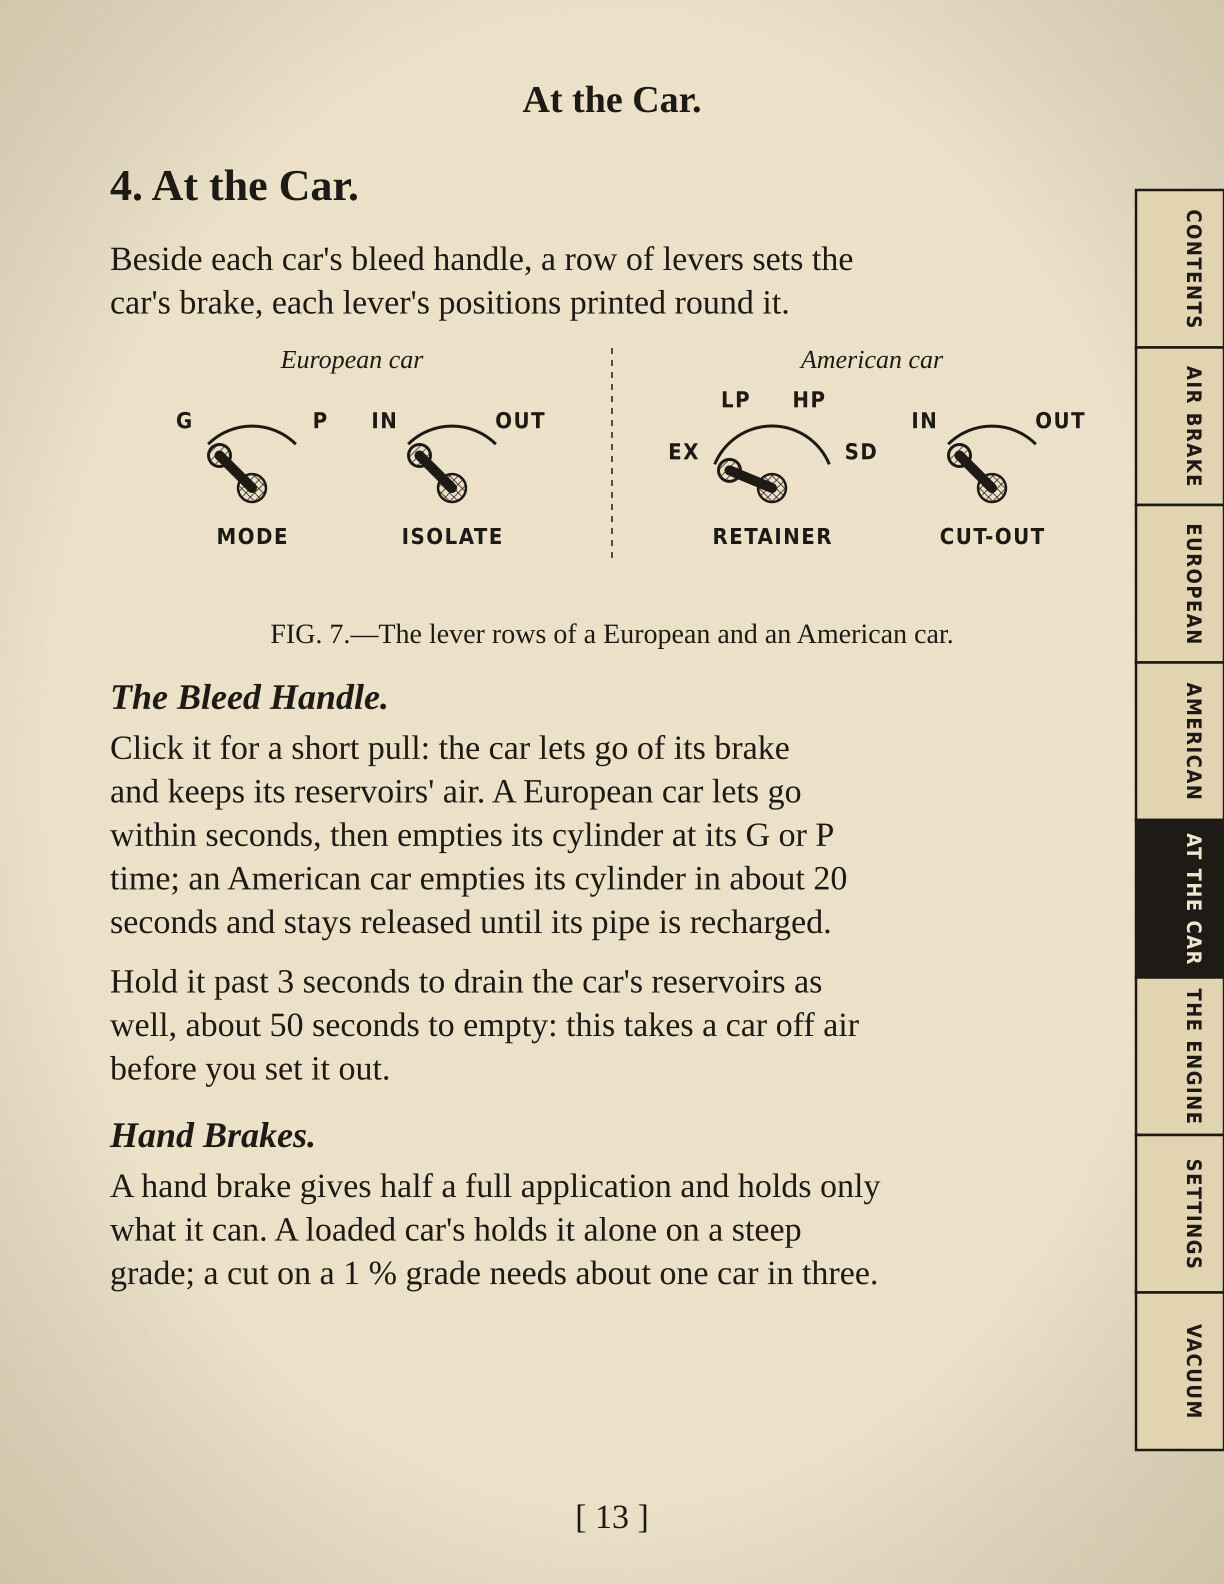 At the Car.
4. At the Car.
Beside each car's bleed handle, a row of levers sets the
car's brake, each lever's positions printed round it.
European car
G P IN OUT
MODE ISOLATE
American car
LP HP
EX SD IN OUT
RETAINER CUT-OUT
FIG. 7.—The lever rows of a European and an American car.
The Bleed Handle.
Click it for a short pull: the car lets go of its brake
and keeps its reservoirs' air. A European car lets go
within seconds, then empties its cylinder at its G or P
time; an American car empties its cylinder in about 20
seconds and stays released until its pipe is recharged.
Hold it past 3 seconds to drain the car's reservoirs as
well, about 50 seconds to empty: this takes a car off air
before you set it out.
Hand Brakes.
A hand brake gives half a full application and holds only
what it can. A loaded car's holds it alone on a steep
grade; a cut on a 1 % grade needs about one car in three.
[ 13 ]
CONTENTS
AIR BRAKE
EUROPEAN
AMERICAN
AT THE CAR
THE ENGINE
SETTINGS
VACUUM